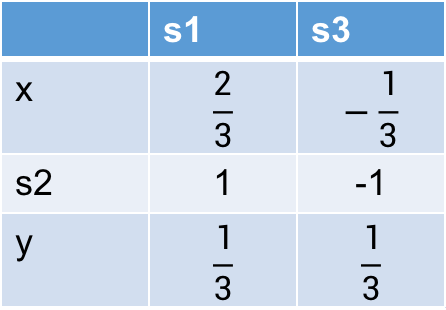 s1 s3
x 2/3 −1/3
s2 1 -1
y 1/3 1/3